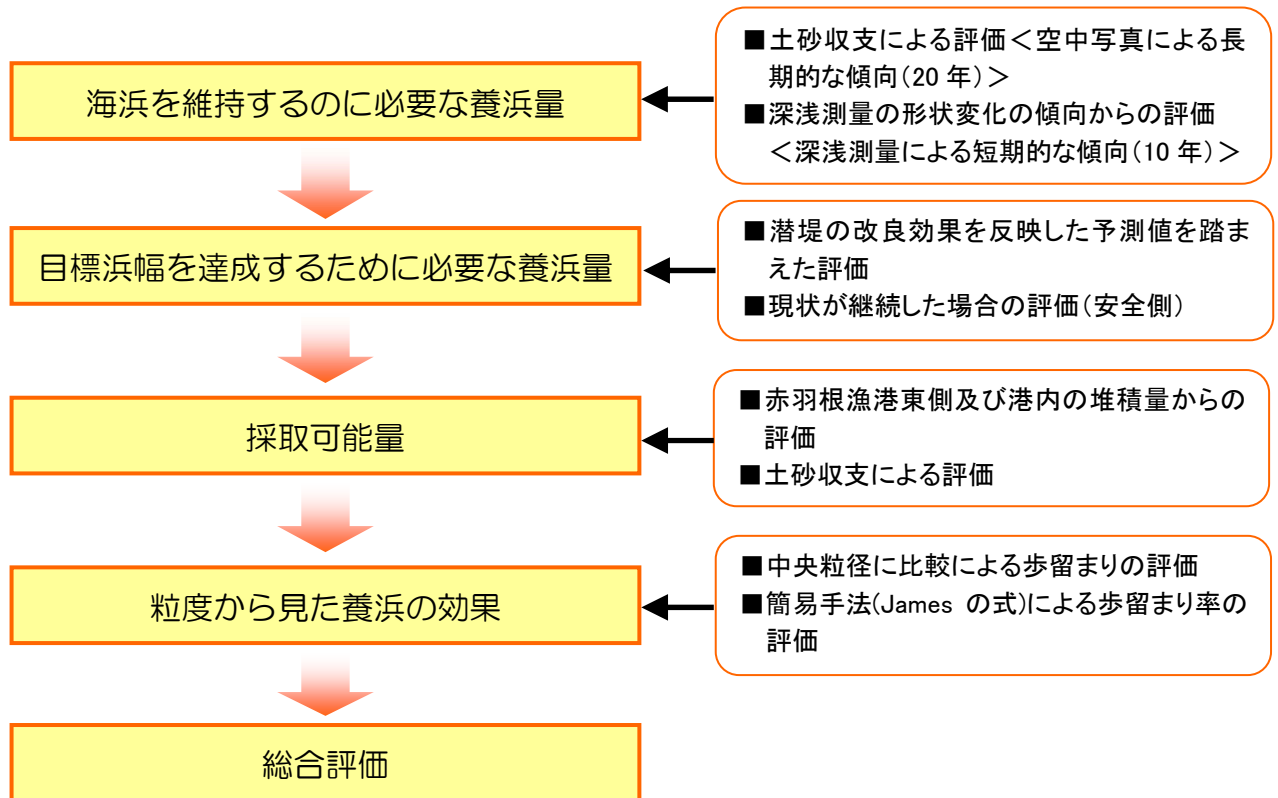 海浜を維持するのに必要な養浜量
■土砂収支による評価＜空中写真による長
期的な傾向（20 年）＞
■深浅測量の形状変化の傾向からの評価
＜深浅測量による短期的な傾向（10 年）＞
目標浜幅を達成するために必要な養浜量
■潜堤の改良効果を反映した予測値を踏ま
えた評価
■現状が継続した場合の評価（安全側）
採取可能量
■赤羽根漁港東側及び港内の堆積量からの
評価
■土砂収支による評価
粒度から見た養浜の効果
■中央粒径に比較による歩留まりの評価
■簡易手法(James の式)による歩留まり率の
評価
総合評価